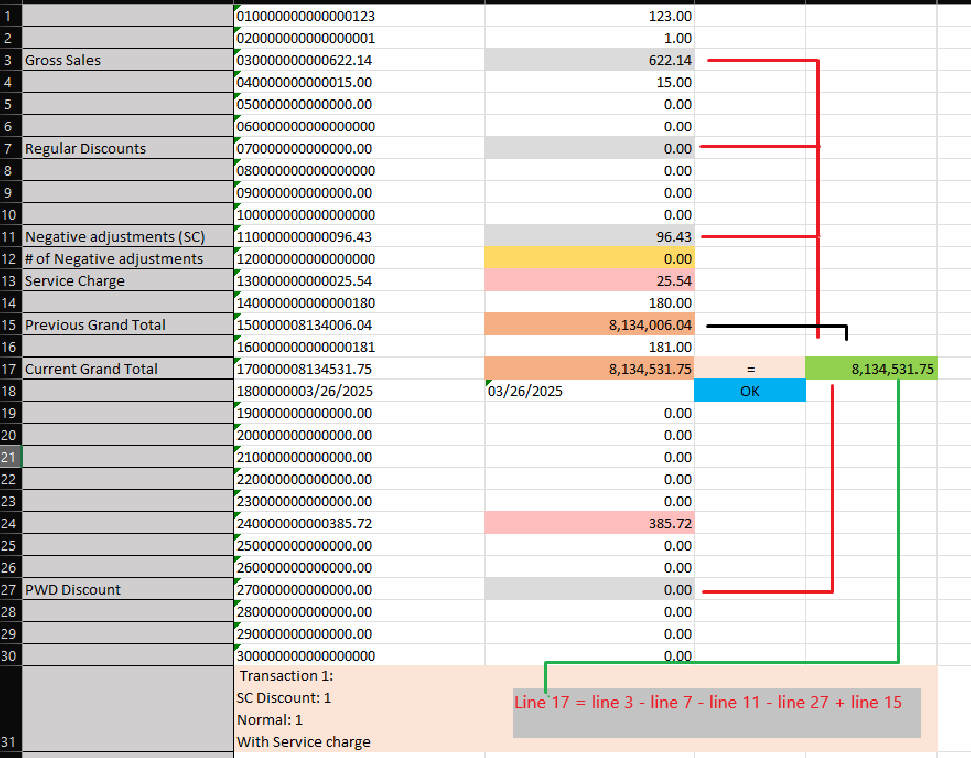 1 010000000000000123 123.00
2 020000000000000001 1.00
3 Gross Sales 030000000000622.14 622.14
4 040000000000015.00 15.00
5 050000000000000.00 0.00
6 060000000000000000 0.00
7 Regular Discounts 070000000000000.00 0.00
8 080000000000000000 0.00
9 090000000000000.00 0.00
10 100000000000000000 0.00
11 Negative adjustments (SC) 110000000000096.43 96.43
12 # of Negative adjustments 120000000000000000 0.00
13 Service Charge 130000000000025.54 25.54
14 140000000000000180 180.00
15 Previous Grand Total 150000008134006.04 8,134,006.04
16 160000000000000181 181.00
17 Current Grand Total 170000008134531.75 8,134,531.75 = 8,134,531.75
18 1800000003/26/2025 03/26/2025 OK
19 190000000000000.00 0.00
20 200000000000000.00 0.00
21 210000000000000.00 0.00
22 220000000000000.00 0.00
23 230000000000000.00 0.00
24 240000000000385.72 385.72
25 250000000000000.00 0.00
26 260000000000000.00 0.00
27 PWD Discount 270000000000000.00 0.00
28 280000000000000.00 0.00
29 290000000000000.00 0.00
30 300000000000000000 0.00
Transaction 1:
SC Discount: 1
Line 17 = line 3 - line 7 - line 11 - line 27 + line 15
Normal: 1
31 With Service charge